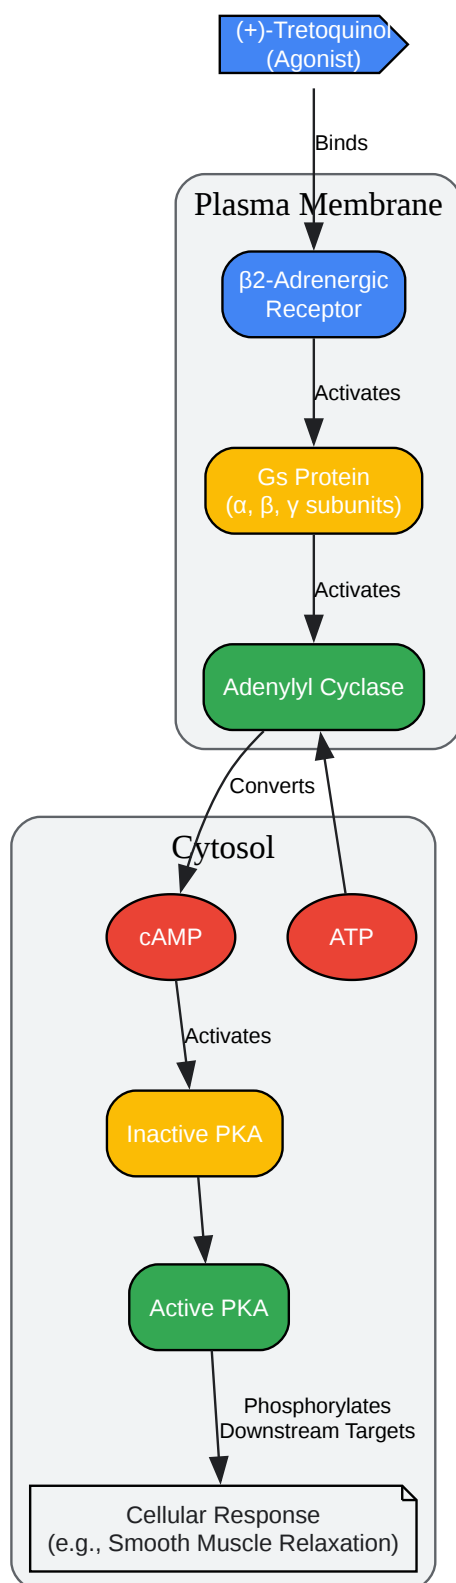 (+)-Tretoquinol
(Agonist)
Binds
Plasma Membrane
β2-Adrenergic
Receptor
Activates
Gs Protein
(α, β, γ subunits)
Activates
Adenylyl Cyclase
Converts
Cytosol
cAMP
ATP
Activates
Inactive PKA
Active PKA
Phosphorylates
Downstream Targets
Cellular Response
(e.g., Smooth Muscle Relaxation)